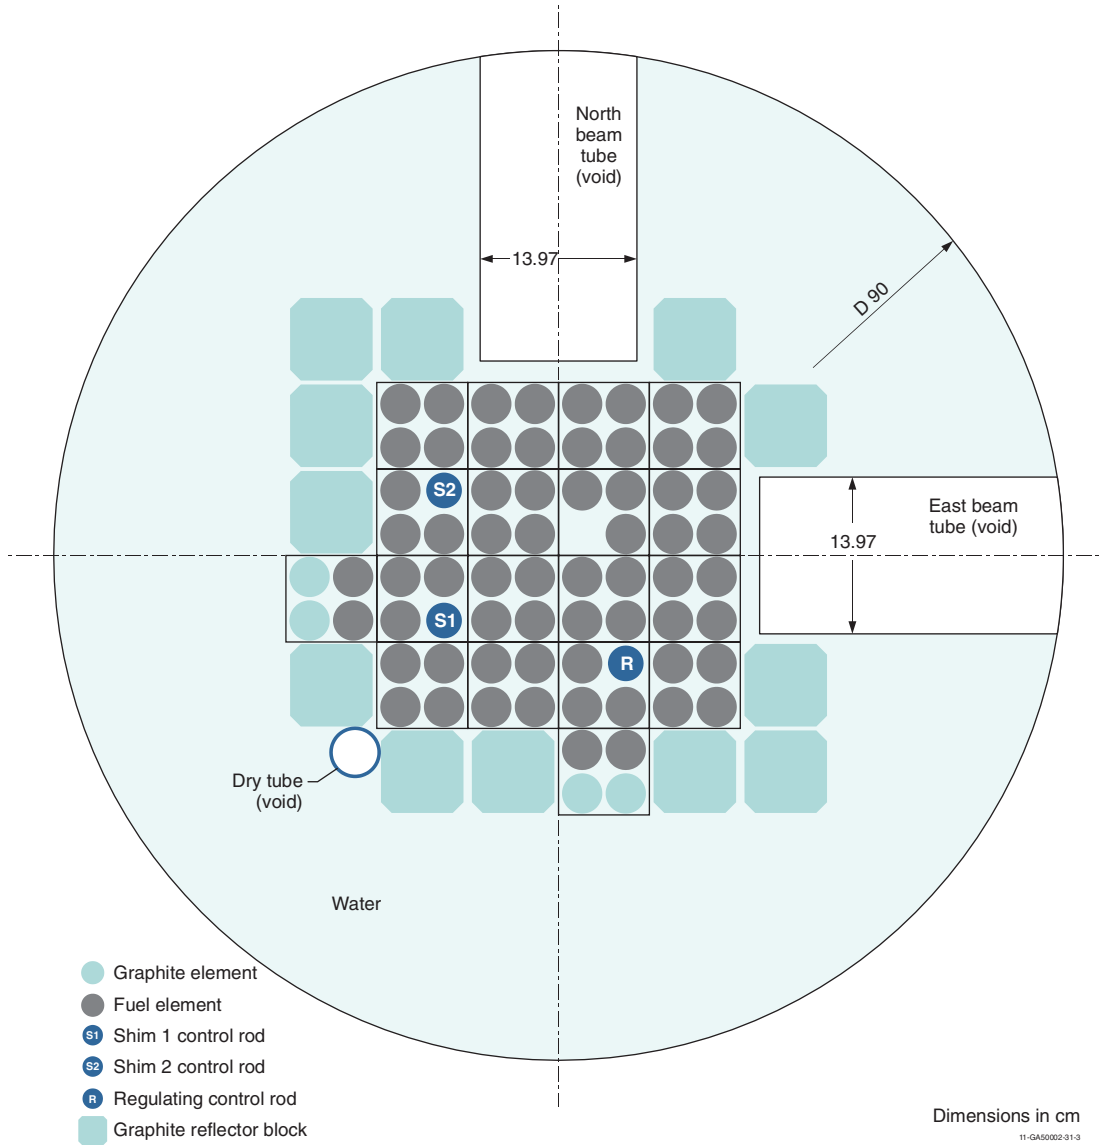 North
beam
tube
(void)
13.97
D 90
S2
East beam
tube (void)
13.97
S1
R
Dry tube
(void)
Water
Graphite element
Fuel element
S1 Shim 1 control rod
S2 Shim 2 control rod
R Regulating control rod
Graphite reflector block
Dimensions in cm
11-GA50002-31-3